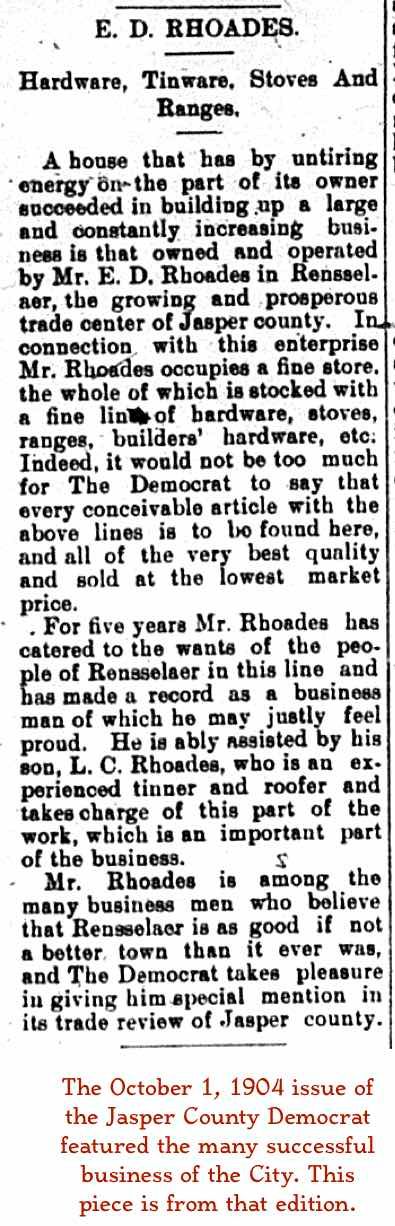 E. D. RHOADES.
Hardware, Tinware, Stoves And
Ranges.
A house that has by untiring
energy on the part of its owner
succeeded in building up a large
and constantly increasing busi-
ness is that owned and operated
by Mr. E. D. Rhoades in Renssel-
aer, the growing and prosperous
trade center of Jasper county. In
connection with this enterprise
Mr. Rhoades occupies a fine store,
the whole of which is stocked with
a fine line of hardware, stoves,
ranges, builders' hardware, etc.
Indeed, it would not be too much
for The Democrat to say that
every conceivable article with the
above lines is to be found here,
and all of the very best quality
and sold at the lowest market
price.
For five years Mr. Rhoades has
catered to the wants of the peo-
ple of Rensselaer in this line and
has made a record as a business
man of which he may justly feel
proud. He is ably assisted by his
son, L. C. Rhoades, who is an ex-
perienced tinner and roofer and
takes charge of this part of the
work, which is an important part
of the business.
Mr. Rhoades is among the
many business men who believe
that Rensselaer is as good if not
a better town than it ever was,
and The Democrat takes pleasure
in giving him special mention in
its trade review of Jasper county.
The October 1, 1904 issue of
the Jasper County Democrat
featured the many successful
business of the City. This
piece is from that edition.